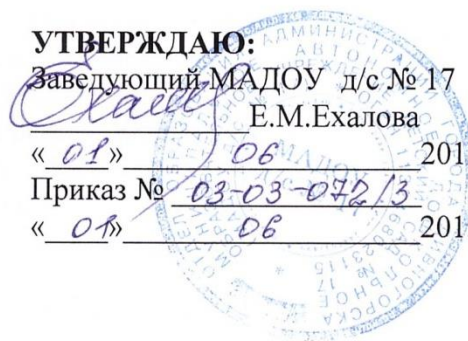 УТВЕРЖДАЮ:
Заведующий МАДОУ д/с № 17
Е.М.Ехалова
« 01 » 06 201
Приказ № 03-03-072/3
« 01 » 06 201